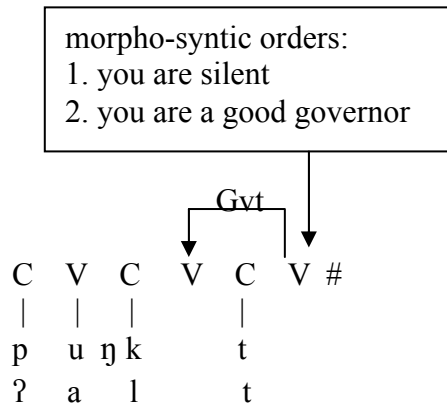 morpho-syntic orders:
1. you are silent
2. you are a good governor
Gvt
C V C V C V #
| | | |
p u ŋ k t
ʔ a l t